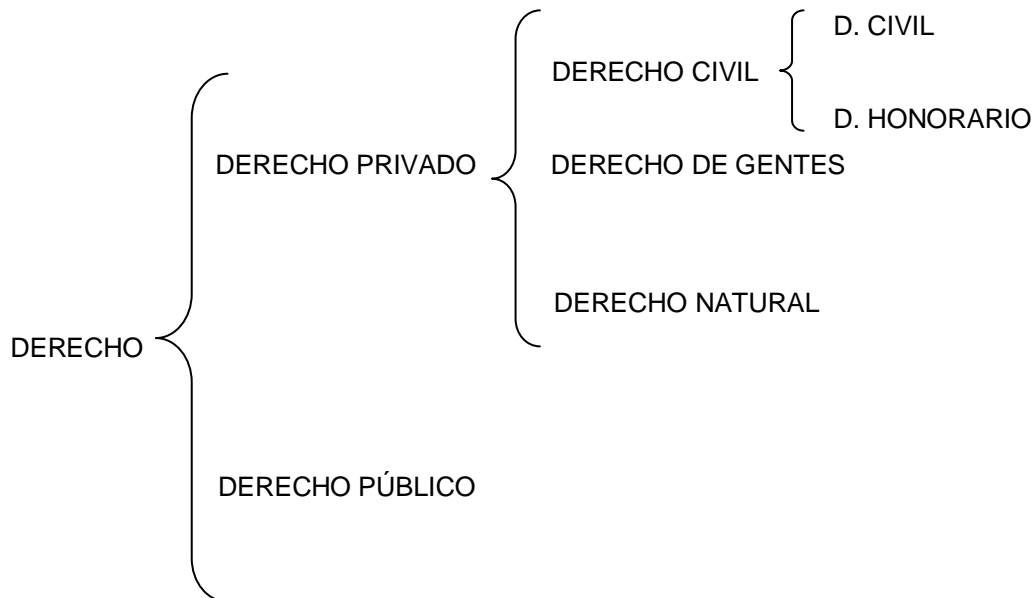 D. CIVIL
DERECHO CIVIL
D. HONORARIO
DERECHO PRIVADO
DERECHO DE GENTES
DERECHO NATURAL
DERECHO
DERECHO PÚBLICO